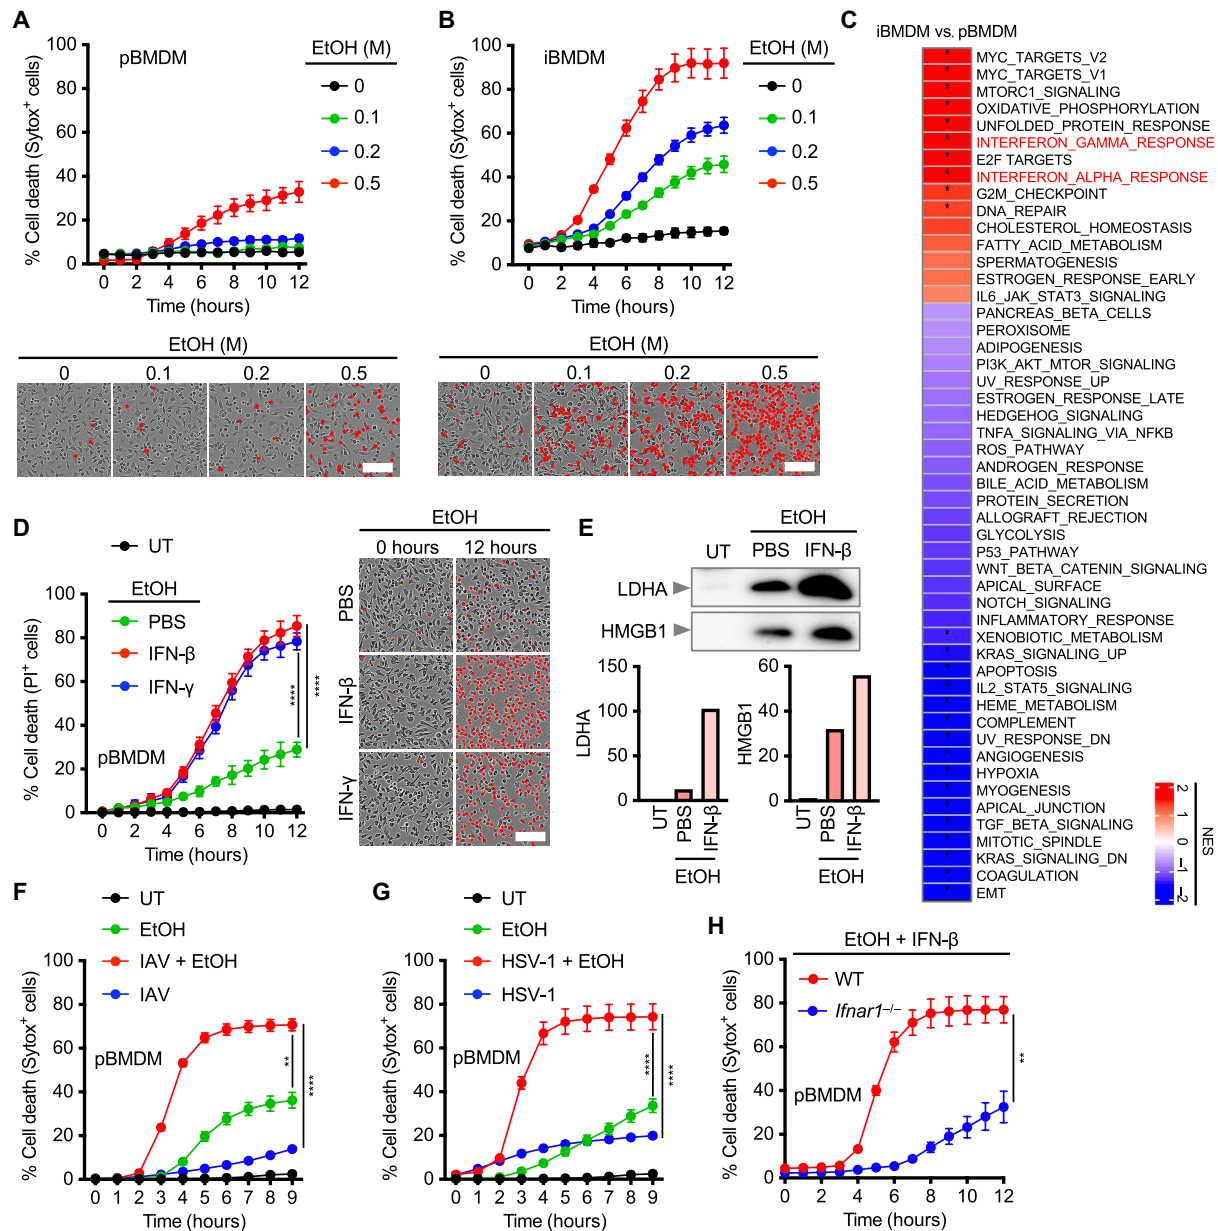 A
% Cell death (Sytox+ cells)
100
80
60
40
20
0
pBMDM
0 2 4 6 8 10 12
Time (hours)
EtOH (M)
0
0.1
0.2
0.5
EtOH (M)
0 0.1 0.2 0.5
B
% Cell death (Sytox+ cells)
100
80
60
40
20
0
iBMDM
0 2 4 6 8 10 12
Time (hours)
EtOH (M)
0
0.1
0.2
0.5
EtOH (M)
0 0.1 0.2 0.5
C
iBMDM vs. pBMDM
* MYC_TARGETS_V2
* MYC_TARGETS_V1
* MTORC1_SIGNALING
* OXIDATIVE_PHOSPHORYLATION
* UNFOLDED_PROTEIN_RESPONSE
* INTERFERON_GAMMA_RESPONSE
* E2F TARGETS
* INTERFERON_ALPHA_RESPONSE
* G2M_CHECKPOINT
* DNA_REPAIR
CHOLESTEROL_HOMEOSTASIS
FATTY_ACID_METABOLISM
SPERMATOGENESIS
ESTROGEN_RESPONSE_EARLY
IL6_JAK_STAT3_SIGNALING
PANCREAS_BETA_CELLS
PEROXISOME
ADIPOGENESIS
PI3K_AKT_MTOR_SIGNALING
UV_RESPONSE_UP
ESTROGEN_RESPONSE_LATE
HEDGEHOG_SIGNALING
TNFA_SIGNALING_VIA_NFKB
ROS_PATHWAY
ANDROGEN_RESPONSE
BILE_ACID_METABOLISM
PROTEIN_SECRETION
ALLOGRAFT_REJECTION
GLYCOLYSIS
P53_PATHWAY
WNT_BETA_CATENIN_SIGNALING
APICAL_SURFACE
NOTCH_SIGNALING
INFLAMMATORY_RESPONSE
* XENOBIOTIC_METABOLISM
* KRAS_SIGNALING_UP
* APOPTOSIS
* IL2_STAT5_SIGNALING
* HEME_METABOLISM
* COMPLEMENT
* UV_RESPONSE_DN
* ANGIOGENESIS
* HYPOXIA
* MYOGENESIS
* APICAL_JUNCTION
* TGF_BETA_SIGNALING
* MITOTIC_SPINDLE
* KRAS_SIGNALING_DN
* COAGULATION
* EMT
2
1
0
−1
−2
NES
D
UT
EtOH
PBS
IFN-β
IFN-γ
% Cell death (PI+ cells)
100
80
60
40
20
0
pBMDM
****
****
0 2 4 6 8 10 12
Time (hours)
EtOH
0 hours 12 hours
PBS
IFN-β
IFN-γ
E
EtOH
UT PBS IFN-β
LDHA
HMGB1
LDHA
150
100
50
0
UT
PBS
IFN-β
EtOH
HMGB1
60
40
20
0
UT
PBS
IFN-β
EtOH
F
UT
EtOH
IAV + EtOH
IAV
% Cell death (Sytox+ cells)
100
80
60
40
20
0
pBMDM
**
****
0 1 2 3 4 5 6 7 8 9
Time (hours)
G
UT
EtOH
HSV-1 + EtOH
HSV-1
% Cell death (Sytox+ cells)
100
80
60
40
20
0
pBMDM
****
****
0 1 2 3 4 5 6 7 8 9
Time (hours)
H
EtOH + IFN-β
WT
Ifnar1−/−
% Cell death (Sytox+ cells)
100
80
60
40
20
0
pBMDM
**
0 2 4 6 8 10 12
Time (hours)